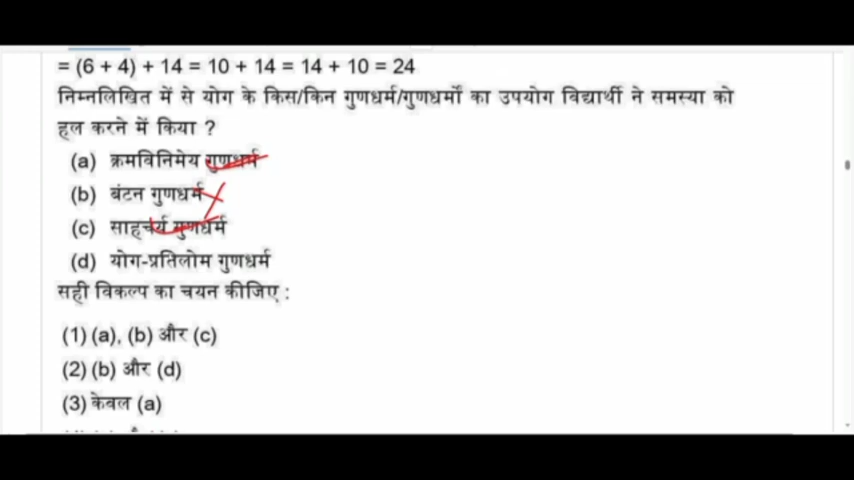 = (6 + 4) + 14 = 10 + 14 = 14 + 10 = 24
निम्नलिखित में से योग के किस/किन गुणधर्म/गुणधर्मों का उपयोग विद्यार्थी ने समस्या को
हल करने में किया ?
(a) क्रमविनिमेय गुणधर्म
(b) बंटन गुणधर्म
(c) साहचर्य गुणधर्म
(d) योग-प्रतिलोम गुणधर्म
सही विकल्प का चयन कीजिए :
(1) (a), (b) और (c)
(2) (b) और (d)
(3) केवल (a)